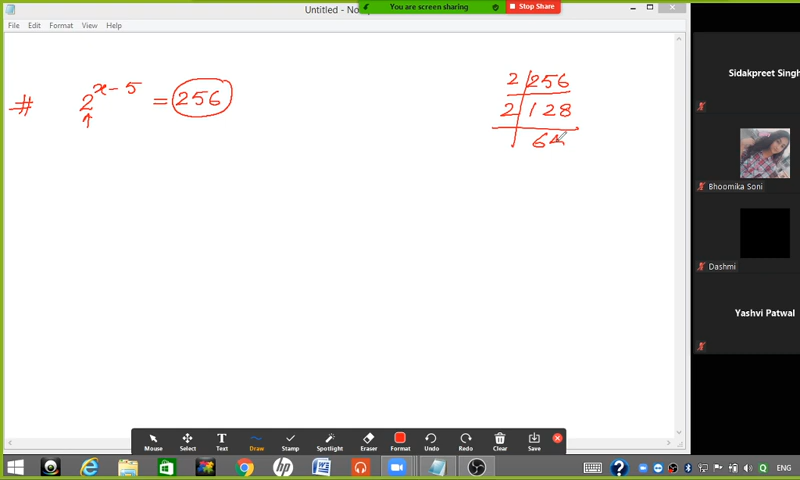 Untitled - No
You are screen sharing
Stop Share
File Edit Format View Help
# 2^{x-5} = 256
2 256
2 128
64
Sidakpreet Singh
Bhoomika Soni
Dashmi
Yashvi Patwal
Mouse Select Text Draw Stamp Spotlight Eraser Format Undo Redo Clear Save
ENG